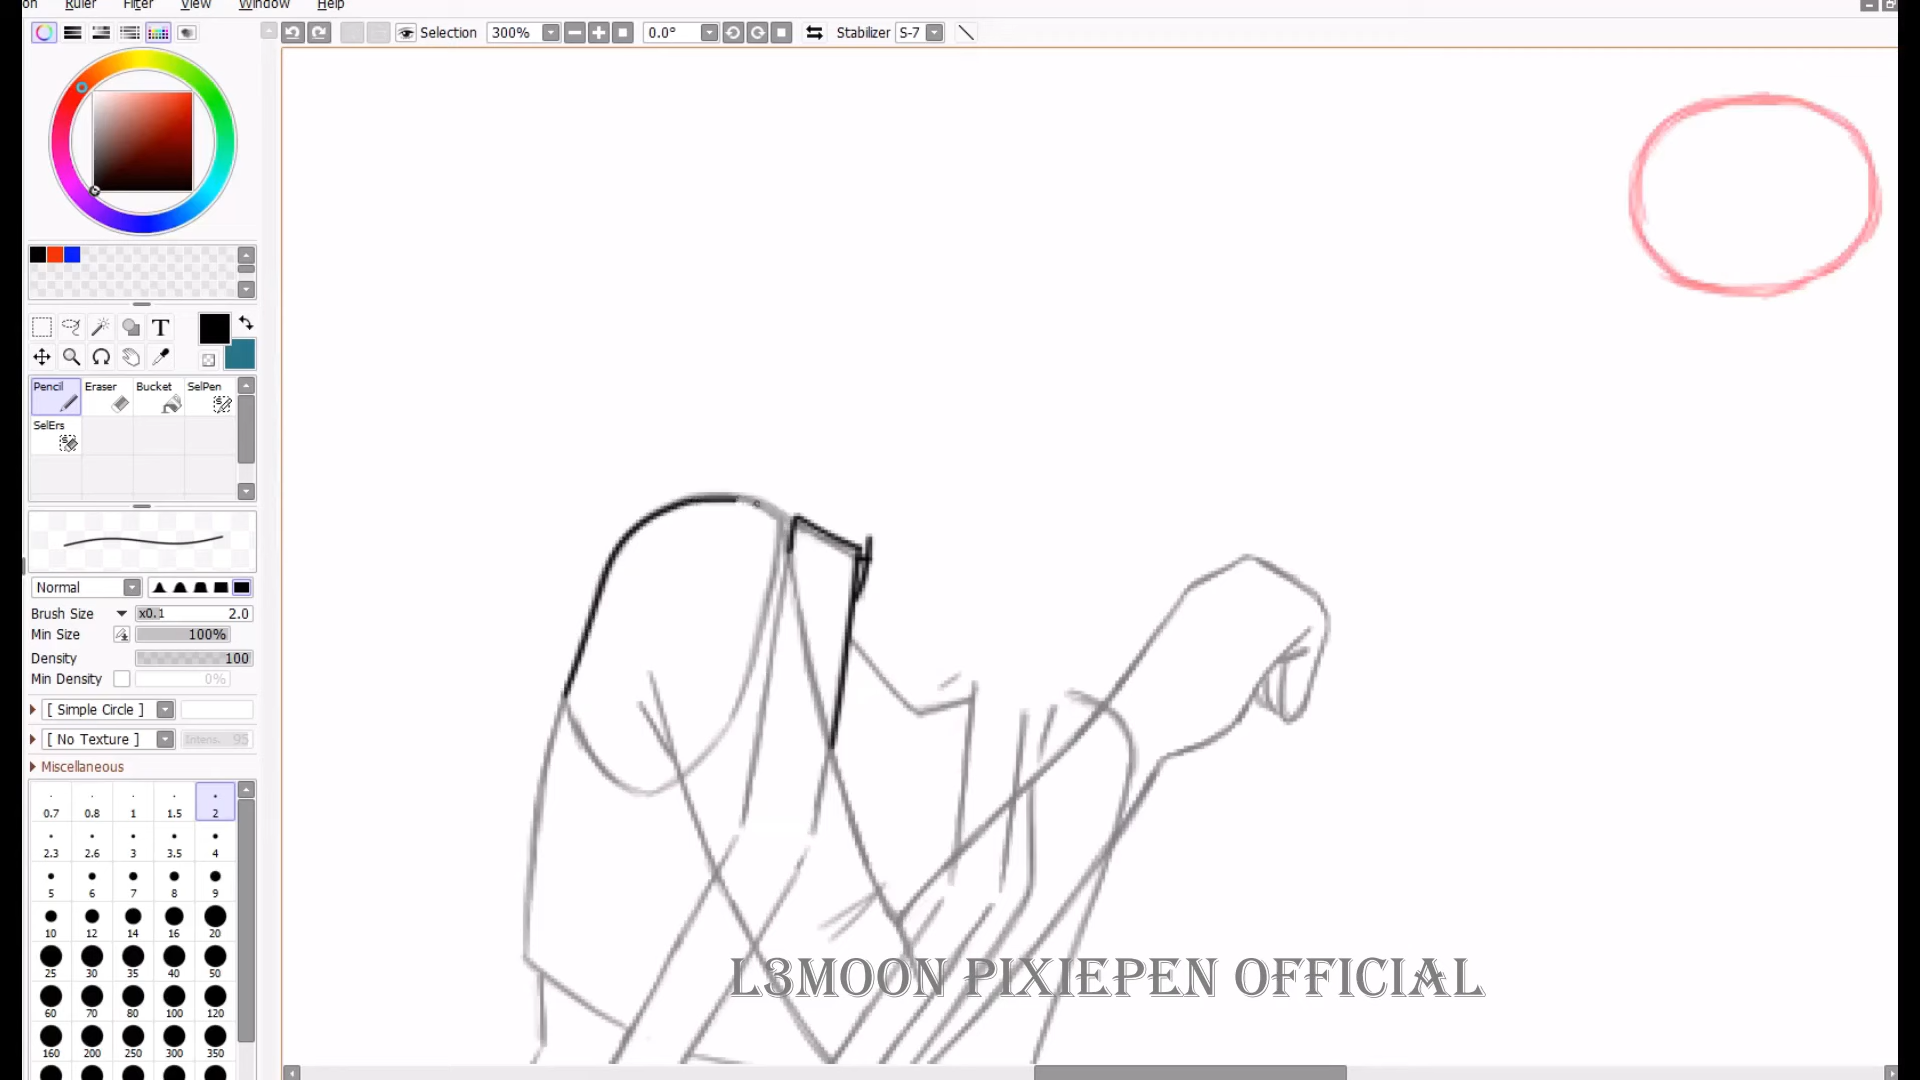 on Ruler Filter View Window Help
Selection 300% 0.0° Stabilizer S-7
T
Pencil Eraser Bucket SelPen
SelErs
Normal
Brush Size x0.1 2.0
Min Size 100%
Density 100
Min Density 0%
[ Simple Circle ]
[ No Texture ] Intens. 95
Miscellaneous
0.7 0.8 1 1.5 2
2.3 2.6 3 3.5 4
5 6 7 8 9
10 12 14 16 20
25 30 35 40 50
60 70 80 100 120
160 200 250 300 350
L3MOON PIXIEPEN OFFICIAL